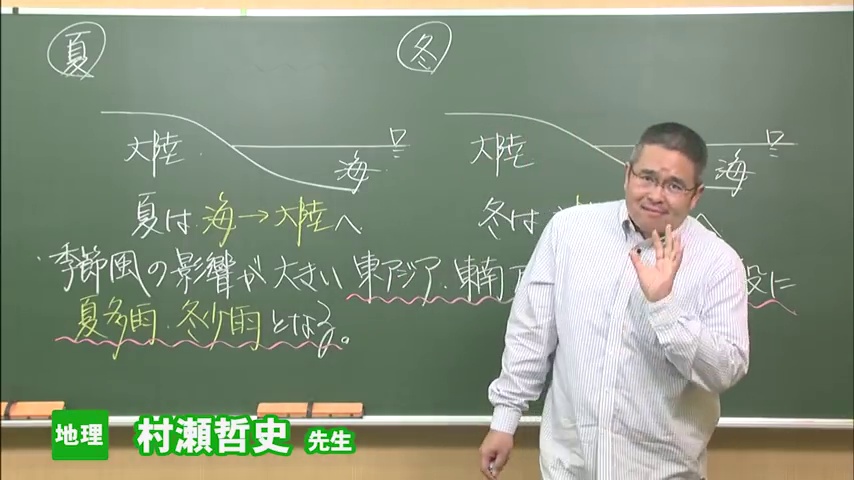 夏
冬
大陸
海
大陸
海
夏は 海→大陸へ
冬は
へ
・季節風の影響が大きい東アジア・東南
に
夏多雨・冬少雨となる。
地理 村瀬哲史 先生